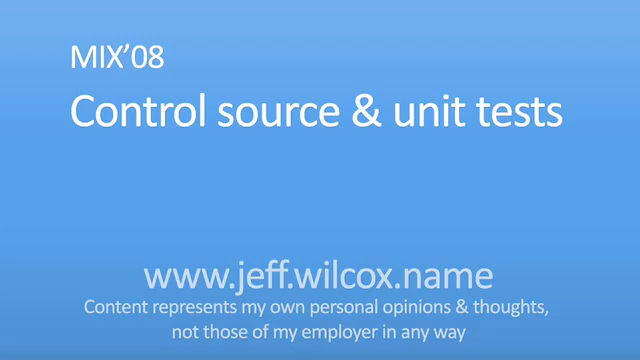 MIX’08
Control source & unit tests
www.jeff.wilcox.name
Content represents my own personal opinions & thoughts,
not those of my employer in any way